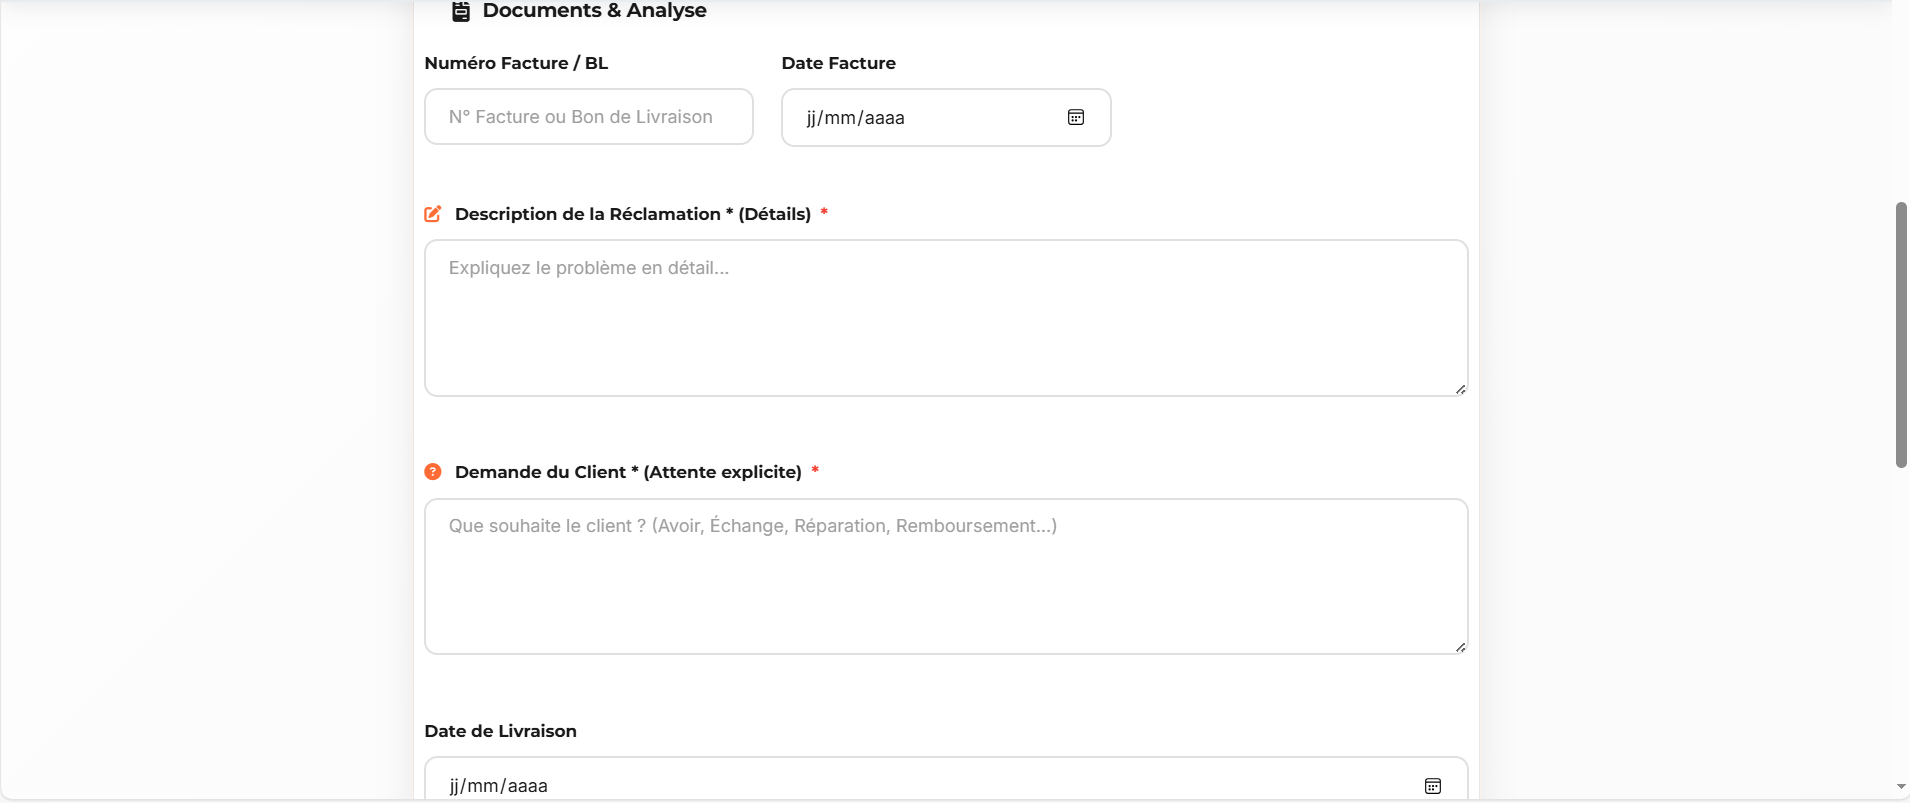 Documents & Analyse
Numéro Facture / BL
Date Facture
N° Facture ou Bon de Livraison
jj/mm/aaaa
Description de la Réclamation * (Détails) *
Expliquez le problème en détail...
? Demande du Client * (Attente explicite) *
Que souhaite le client ? (Avoir, Échange, Réparation, Remboursement...)
Date de Livraison
jj/mm/aaaa